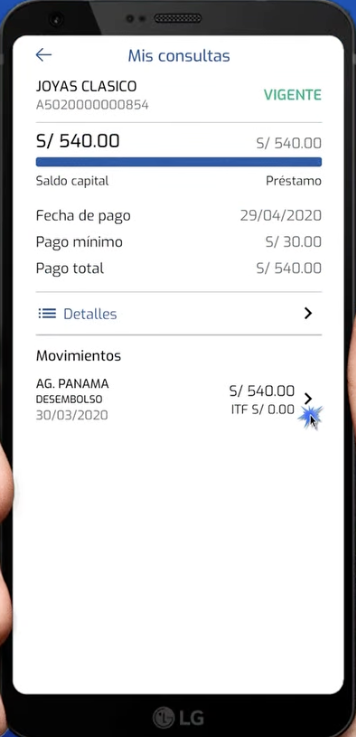 Mis consultas
JOYAS CLASICO
A5020000000854
VIGENTE
S/ 540.00 S/ 540.00
Saldo capital Préstamo
Fecha de pago 29/04/2020
Pago mínimo S/ 30.00
Pago total S/ 540.00
Detalles
Movimientos
AG. PANAMA
DESEMBOLSO
30/03/2020
S/ 540.00
ITF S/ 0.00
LG